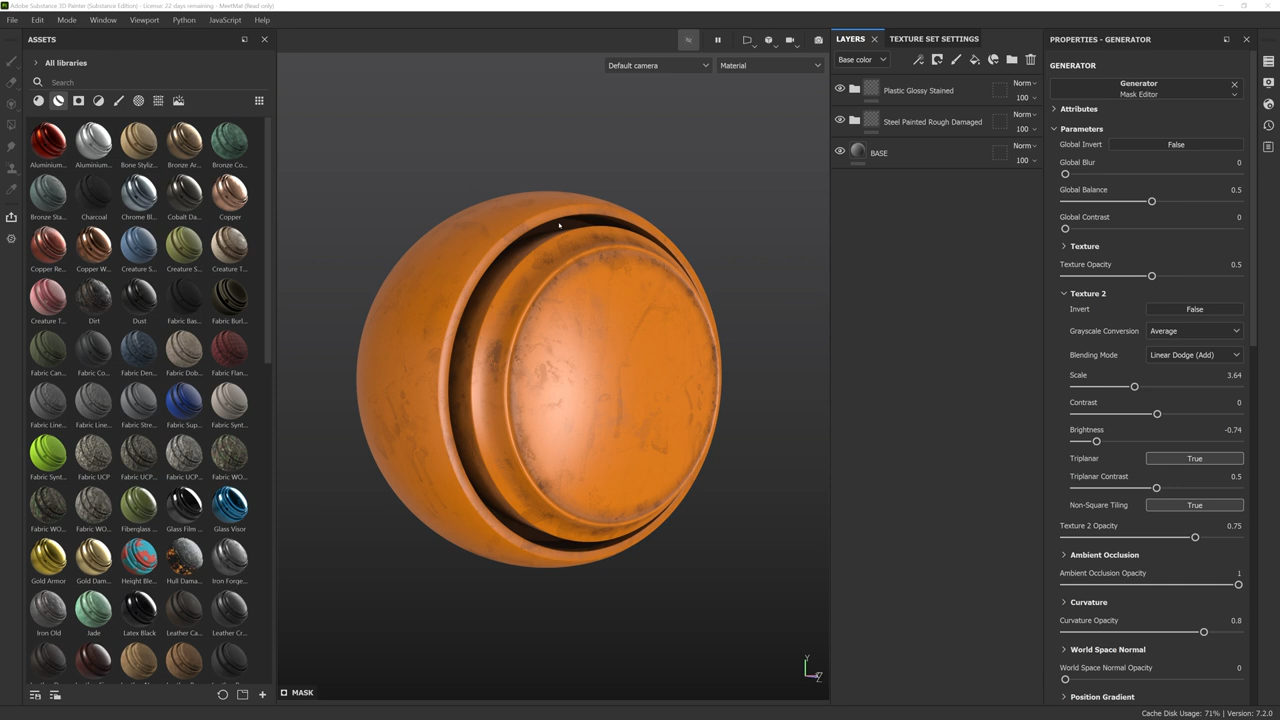 Adobe Substance 3D Painter (Substance Edition) - License: 22 days remaining - MeetMat (Read only)
File Edit Mode Window Viewport Python JavaScript Help
ASSETS
All libraries
Search
Aluminium... Aluminium... Bone Styliz... Bronze Ar... Bronze Co...
Bronze Sta... Charcoal Chrome Bl... Cobalt Da... Copper
Copper Re... Copper W... Creature S... Creature S... Creature T...
Creature T... Dirt Dust Fabric Bas... Fabric Burl...
Fabric Can... Fabric Co... Fabric Den... Fabric Dob... Fabric Flan...
Fabric Line... Fabric Line... Fabric Stre... Fabric Sup... Fabric Synt...
Fabric Synt... Fabric UCP Fabric UCP... Fabric UCP... Fabric WO...
Fabric WO... Fabric WO... Fiberglass ... Glass Film ... Glass Visor
Gold Armor Gold Dam... Height Ble... Hull Dama... Iron Forge...
Iron Old Jade Latex Black Leather Ca... Leather Cr...
Default camera Material
MASK
Y
Z
LAYERS TEXTURE SET SETTINGS
Base color
Plastic Glossy Stained Norm 100
Steel Painted Rough Damaged Norm 100
BASE Norm 100
PROPERTIES - GENERATOR
GENERATOR
Generator
Mask Editor
Attributes
Parameters
Global Invert False
Global Blur 0
Global Balance 0.5
Global Contrast 0
Texture
Texture Opacity 0.5
Texture 2
Invert False
Grayscale Conversion Average
Blending Mode Linear Dodge (Add)
Scale 3.64
Contrast 0
Brightness -0.74
Triplanar True
Triplanar Contrast 0.5
Non-Square Tiling True
Texture 2 Opacity 0.75
Ambient Occlusion
Ambient Occlusion Opacity 1
Curvature
Curvature Opacity 0.8
World Space Normal
World Space Normal Opacity 0
Position Gradient
Cache Disk Usage: 71% | Version: 7.2.0